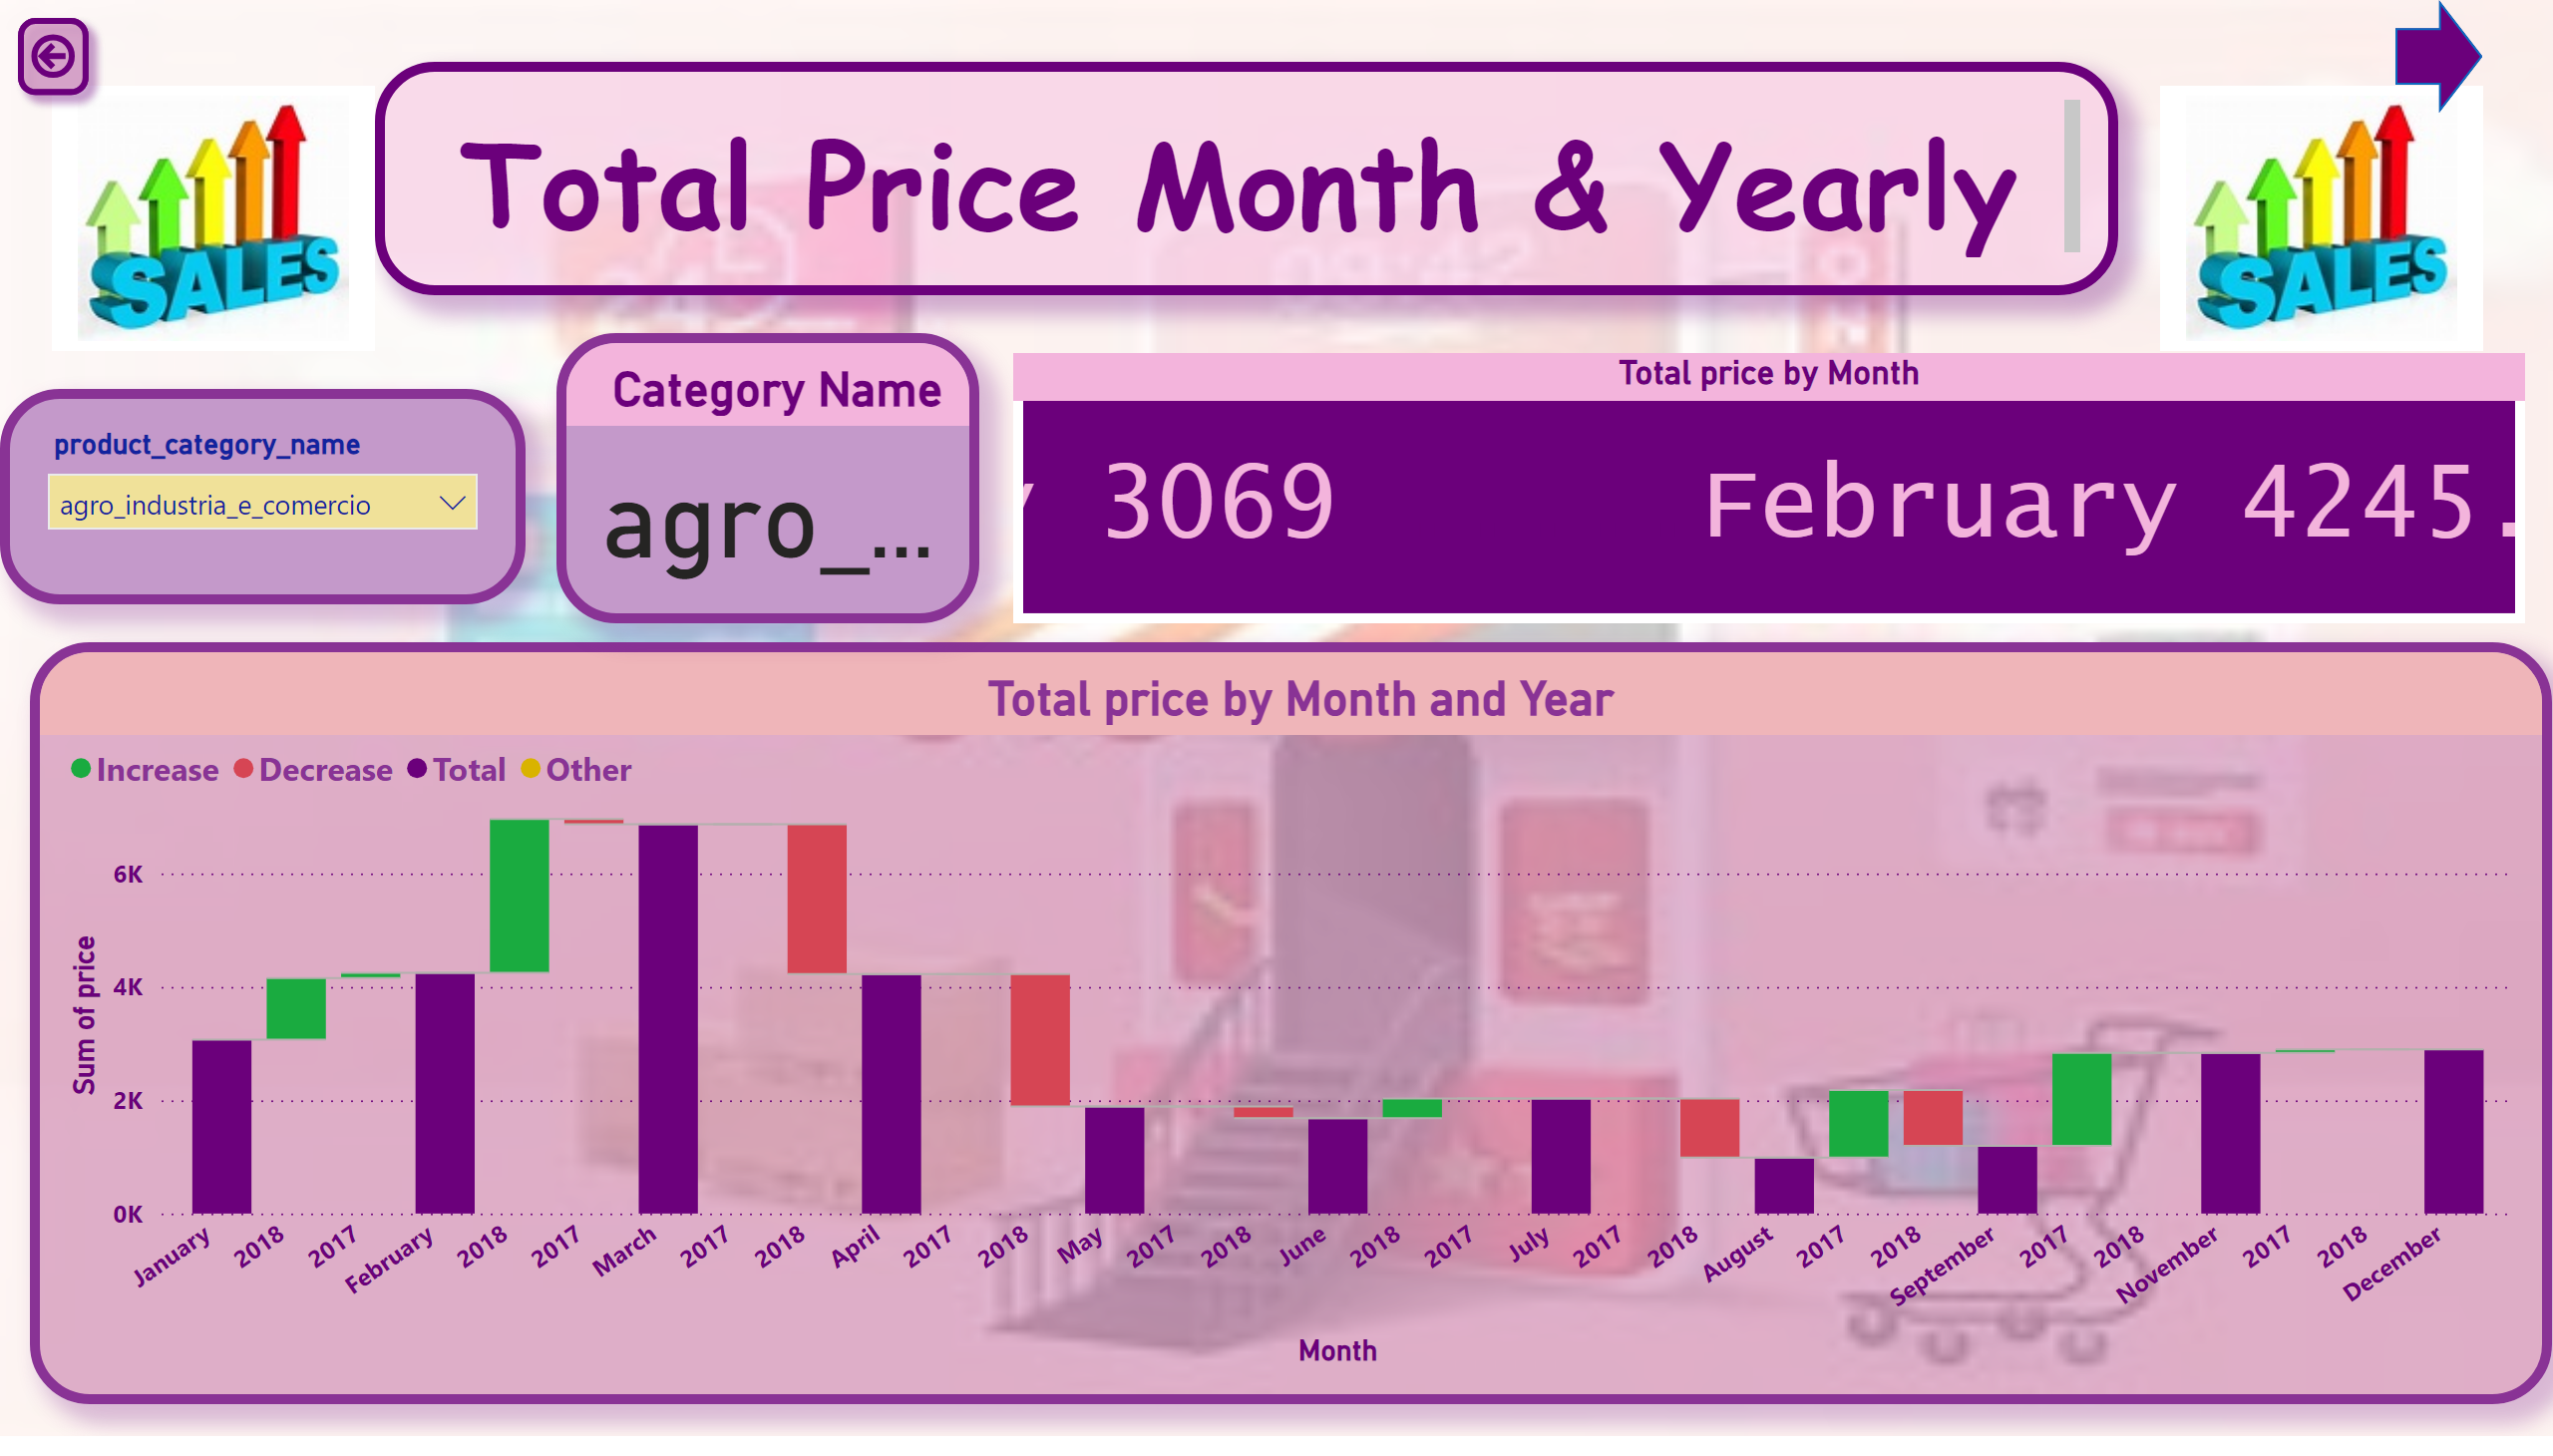 Total Price Month & Yearly
SALES
SALES
product_category_name
agro_industria_e_comercio
Category Name
agro_...
Total price by Month
3069 February 4245.
Total price by Month and Year
Increase Decrease Total Other
Sum of price
6K
4K
2K
0K
January 2018 2017 February 2018 2017 March 2017 2018 April 2017 2018 May 2017 2018 June 2018 2017 July 2017 2018 August 2017 2018 September 2017 2018 November 2017 2018 December
Month